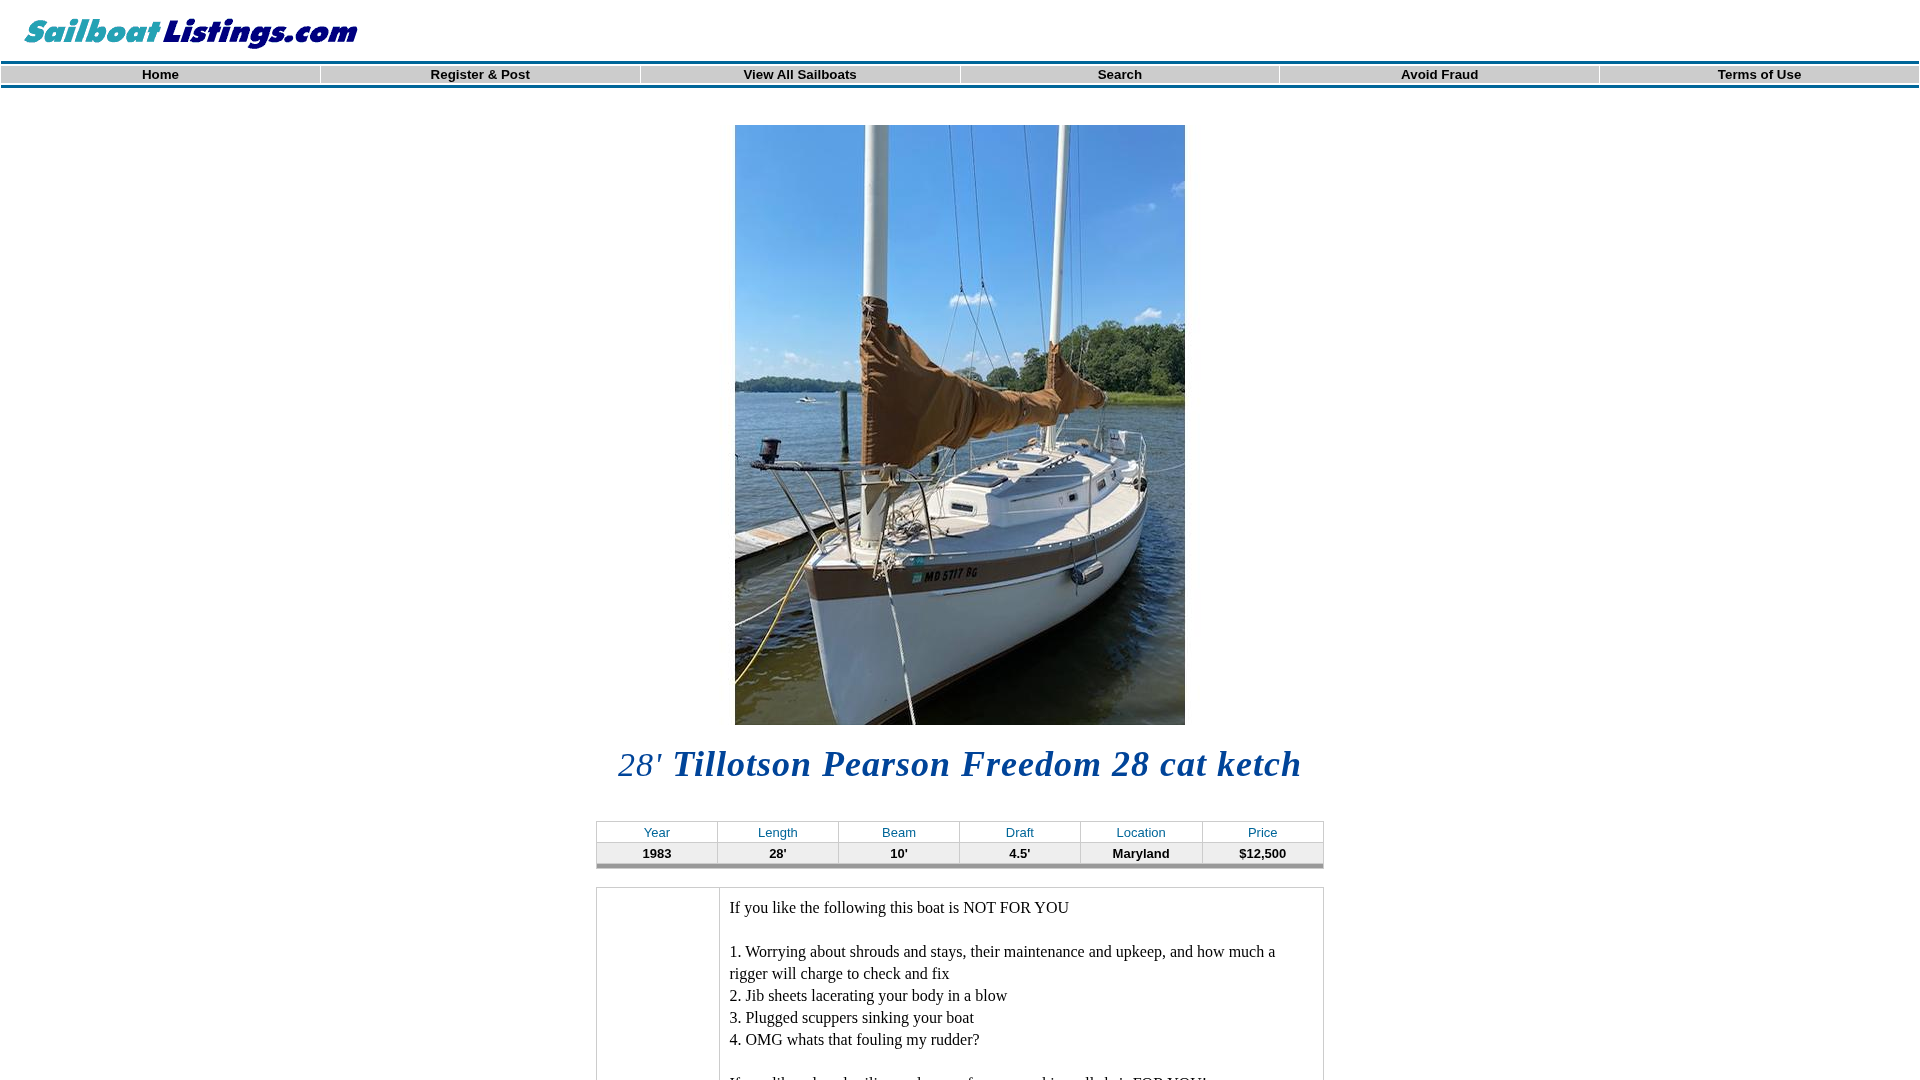 Sailboat Listings.com
Home
Register & Post
View All Sailboats
Search
Avoid Fraud
Terms of Use
MD 5717 BG
28' Tillotson Pearson Freedom 28 cat ketch
Year Length Beam Draft Location Price
1983 28' 10' 4.5' Maryland $12,500
If you like the following this boat is NOT FOR YOU
1. Worrying about shrouds and stays, their maintenance and upkeep, and how much a
rigger will charge to check and fix
2. Jib sheets lacerating your body in a blow
3. Plugged scuppers sinking your boat
4. OMG whats that fouling my rudder?